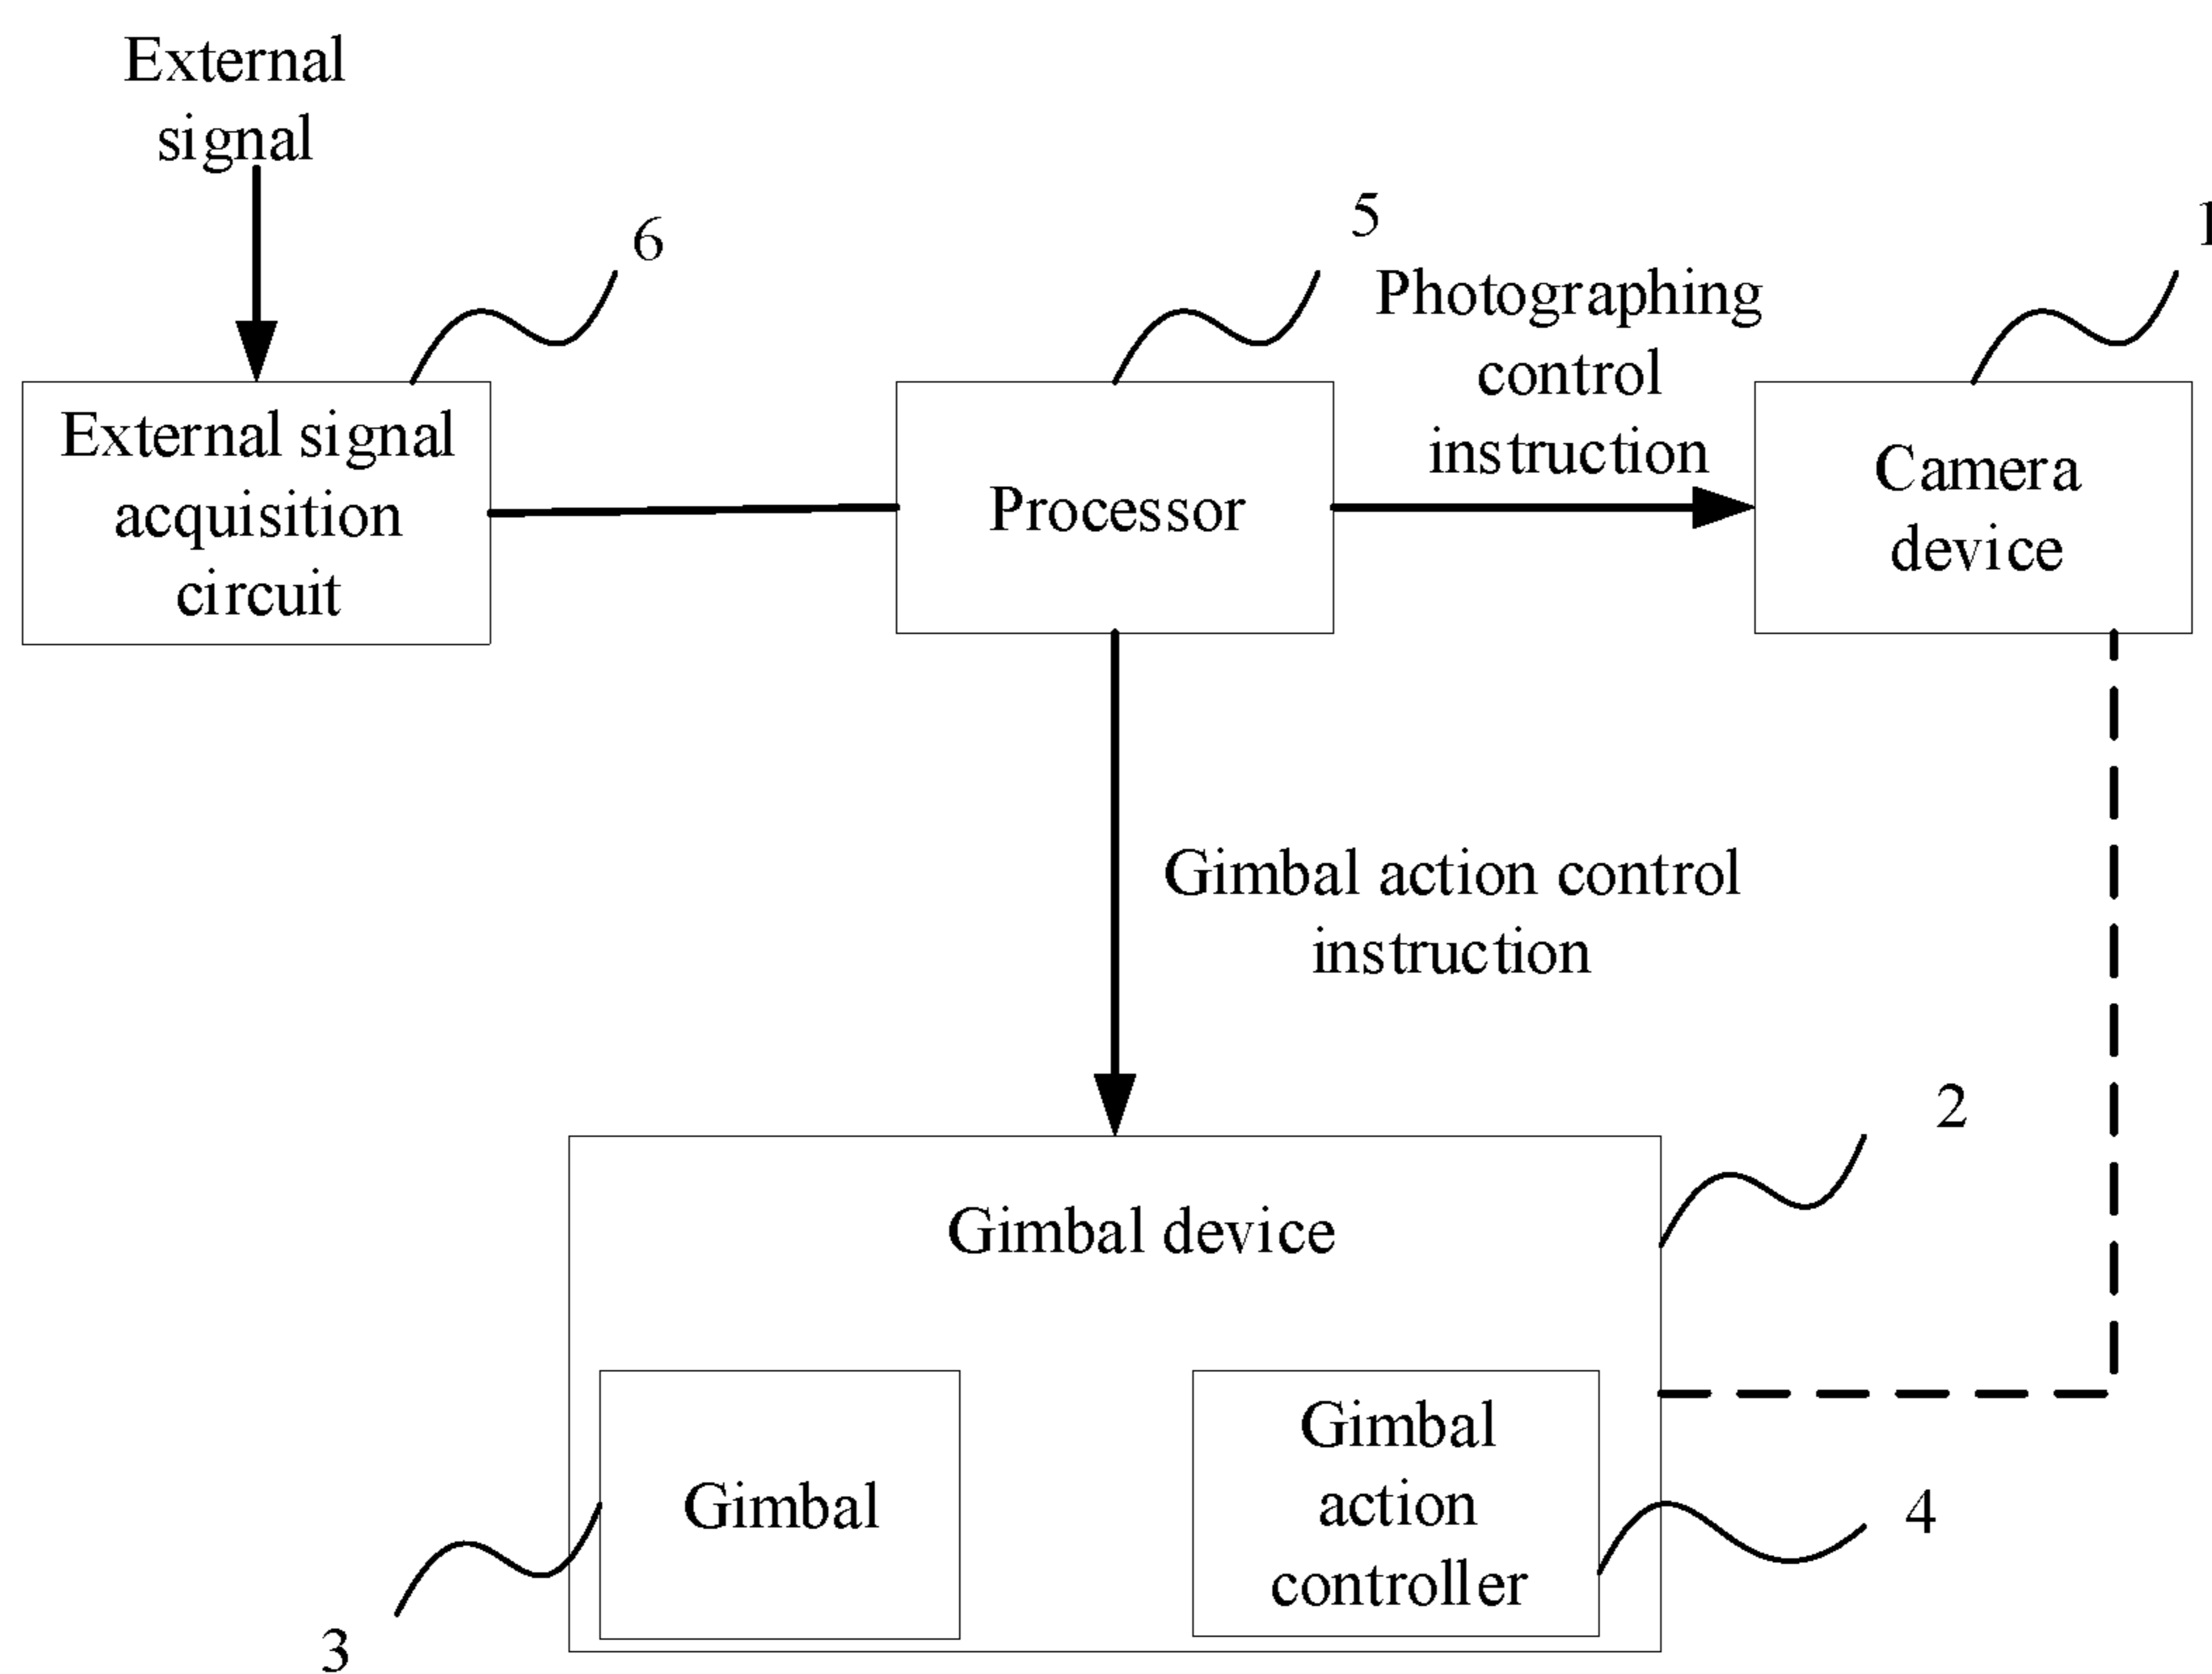 External
signal
6
5
1
Photographing
control
instruction
External signal
acquisition
circuit
Processor
Camera
device
Gimbal action control
instruction
2
Gimbal device
Gimbal
Gimbal
action
controller
4
3